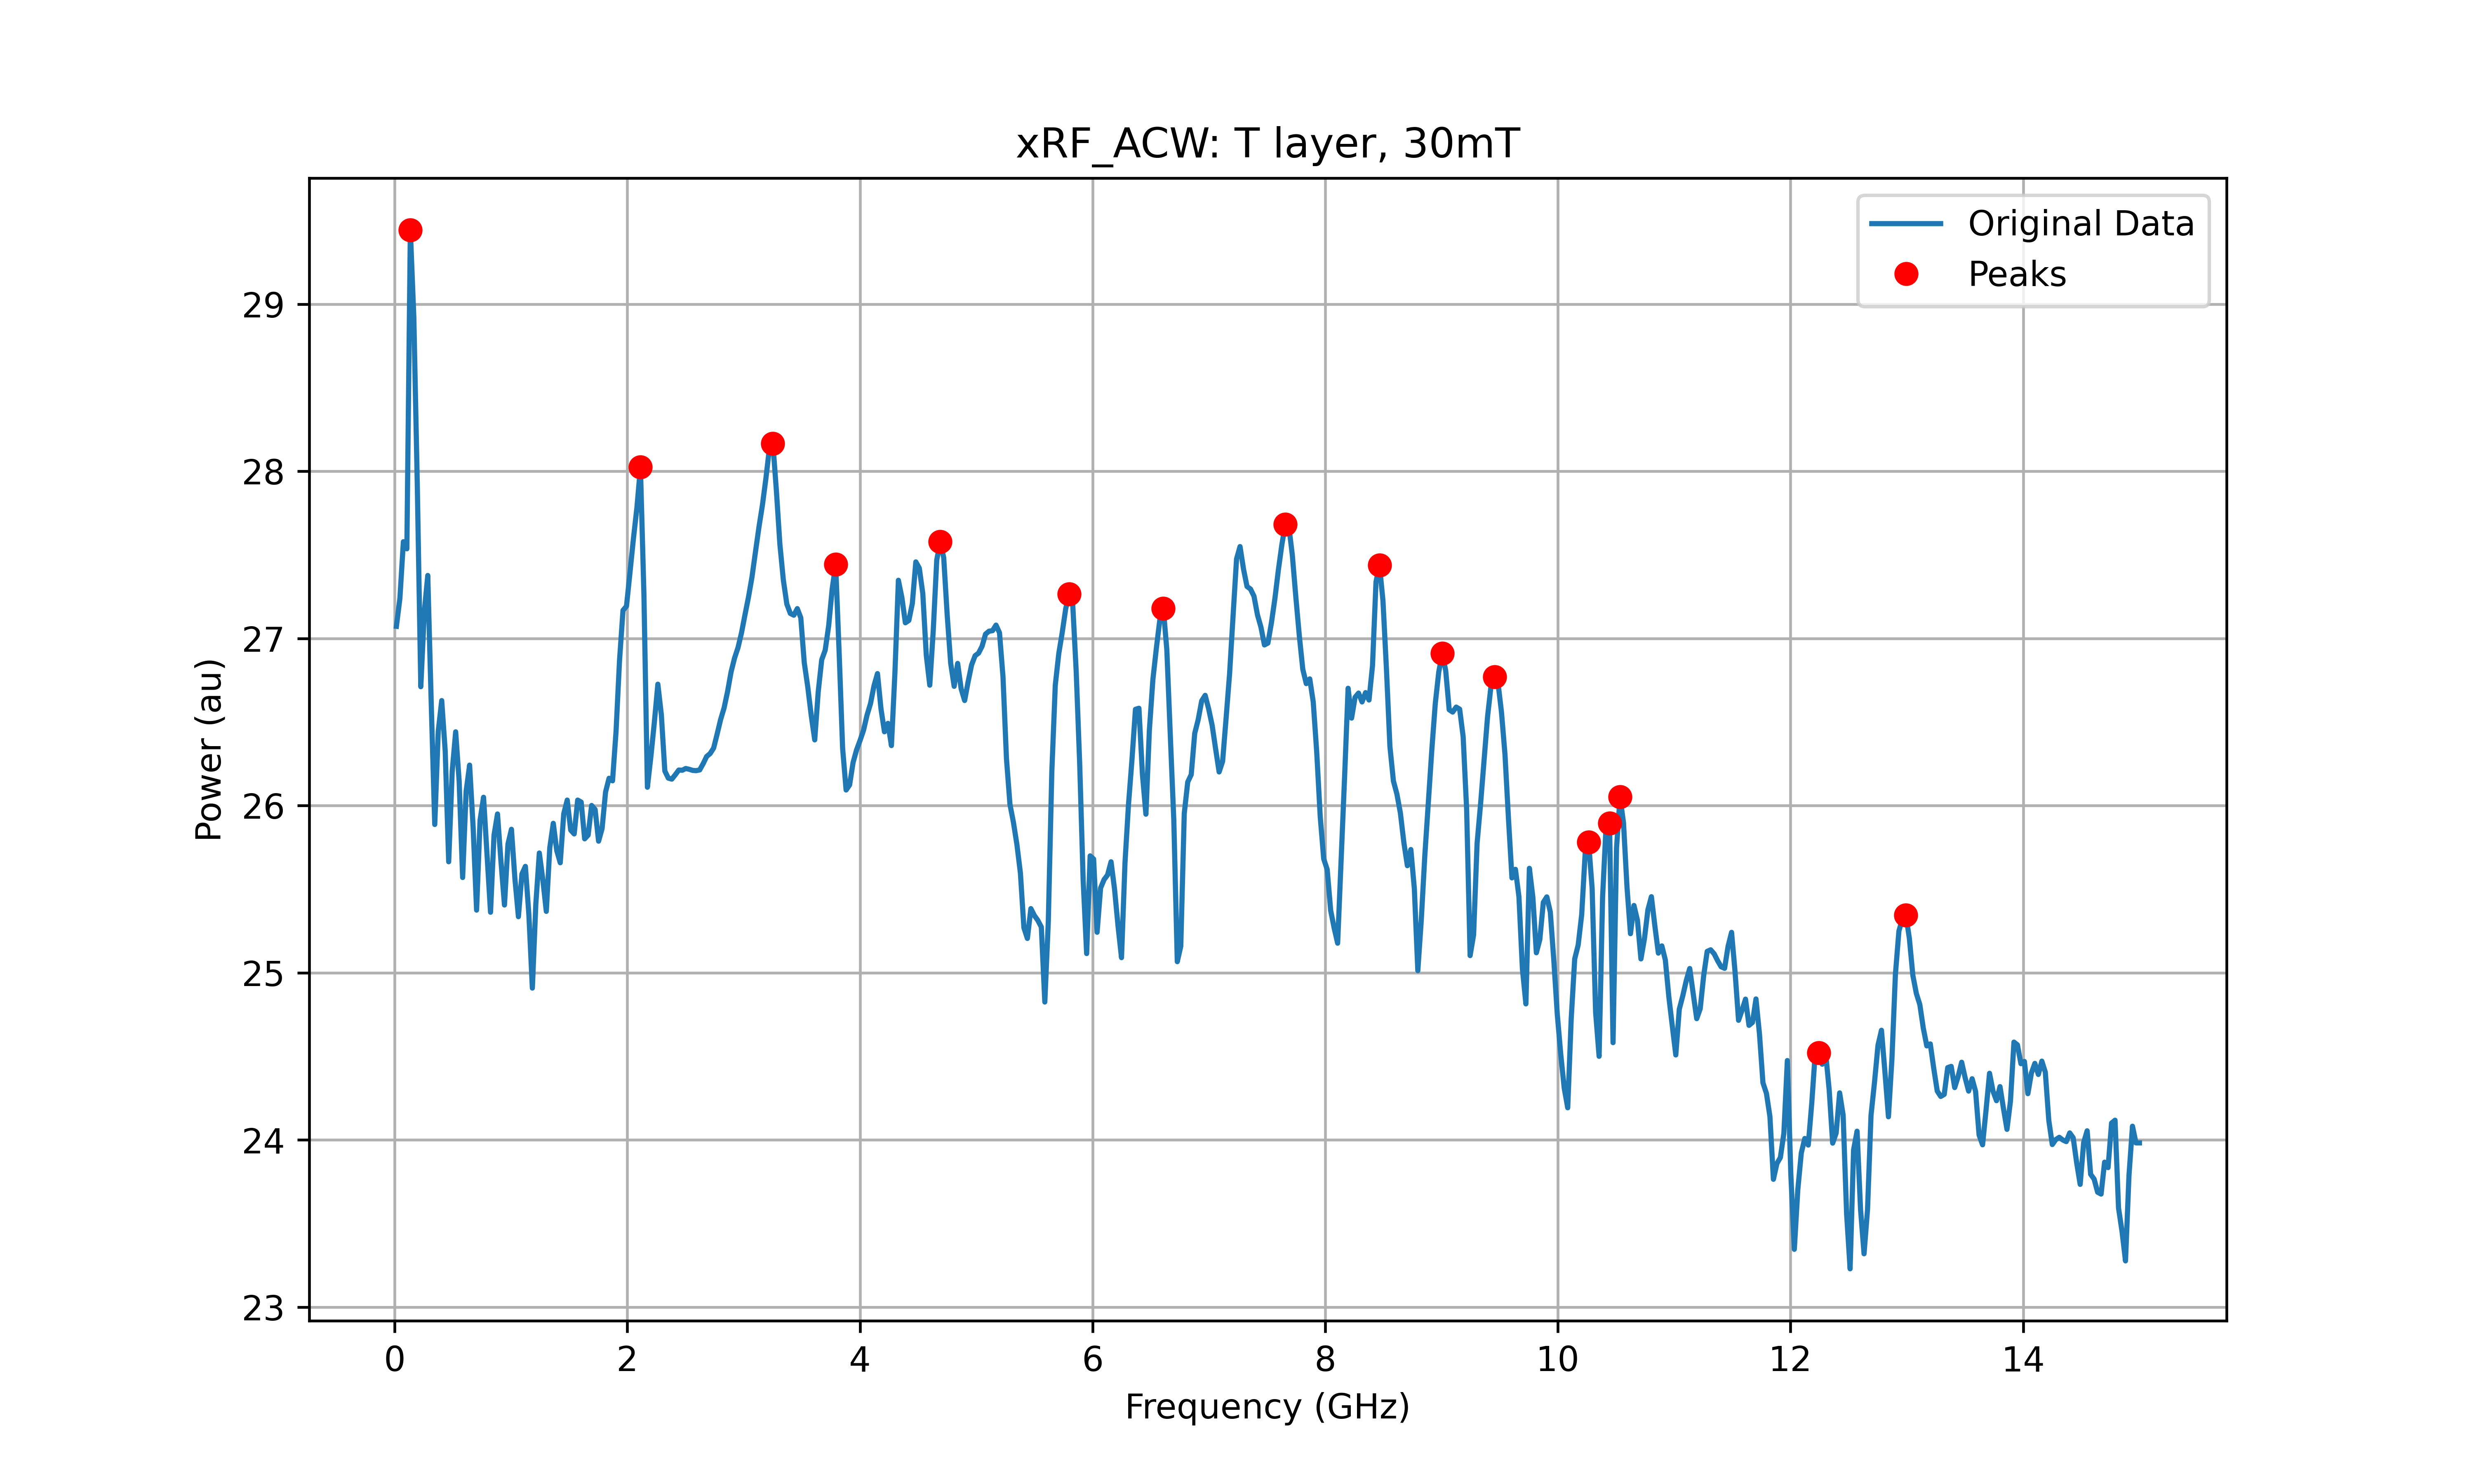 xRF_ACW: T layer, 30mT
Original Data
Peaks
Power (au)
29
28
27
26
25
24
23
0 2 4 6 8 10 12 14
Frequency (GHz)